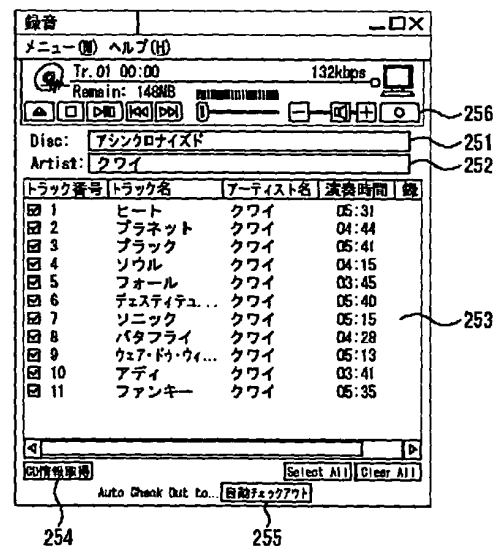 録音
メニュー(M) ヘルプ(H)
Tr.01 00:00 132kbps
Remain: 148MB
256
Disc: アシンクロナイズド 251
Artist: クワイ 252
トラック番号 トラック名 アーティスト名 演奏時間 録
1 ヒート クワイ 05:31
2 プラネット クワイ 04:44
3 ブラック クワイ 05:41
4 ソウル クワイ 04:15
5 フォール クワイ 03:45
6 デェスティテュ... クワイ 05:40
7 ソニック クワイ 05:15 253
8 バタフライ クワイ 04:28
9 ウェア・ドゥ・ウィ... クワイ 05:13
10 アディ クワイ 03:41
11 ファンキー クワイ 05:35
CD情報取得 Select All Clear All
Auto Check Out to... 自動チェックアウト
254 255